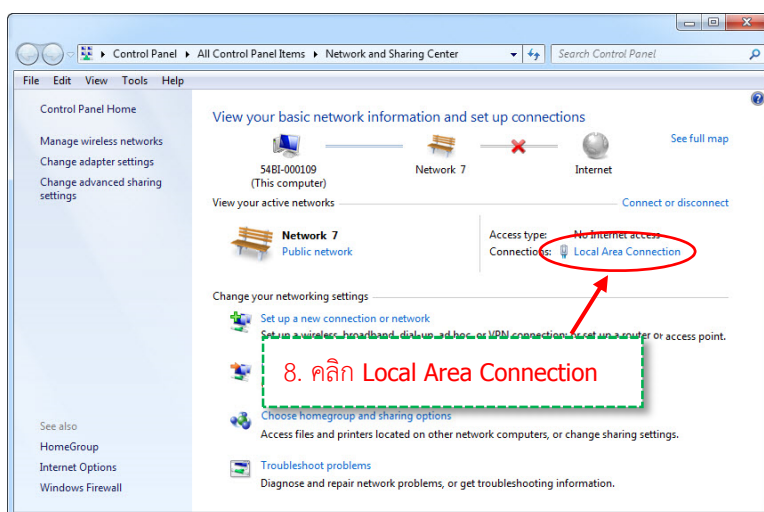 Control Panel ▸ All Control Panel Items ▸ Network and Sharing Center
Search Control Panel
File Edit View Tools Help
Control Panel Home
Manage wireless networks
Change adapter settings
Change advanced sharing
settings
See also
HomeGroup
Internet Options
Windows Firewall
View your basic network information and set up connections
See full map
54BI-000109
(This computer)
Network 7
Internet
View your active networks
Connect or disconnect
Network 7
Public network
Access type: No Internet access
Connections: Local Area Connection
Change your networking settings
Set up a new connection or network
Set up a wireless, broadband, dial-up, ad hoc, or VPN connection; or set up a router or access point.
8. คลิก Local Area Connection
Choose homegroup and sharing options
Access files and printers located on other network computers, or change sharing settings.
Troubleshoot problems
Diagnose and repair network problems, or get troubleshooting information.